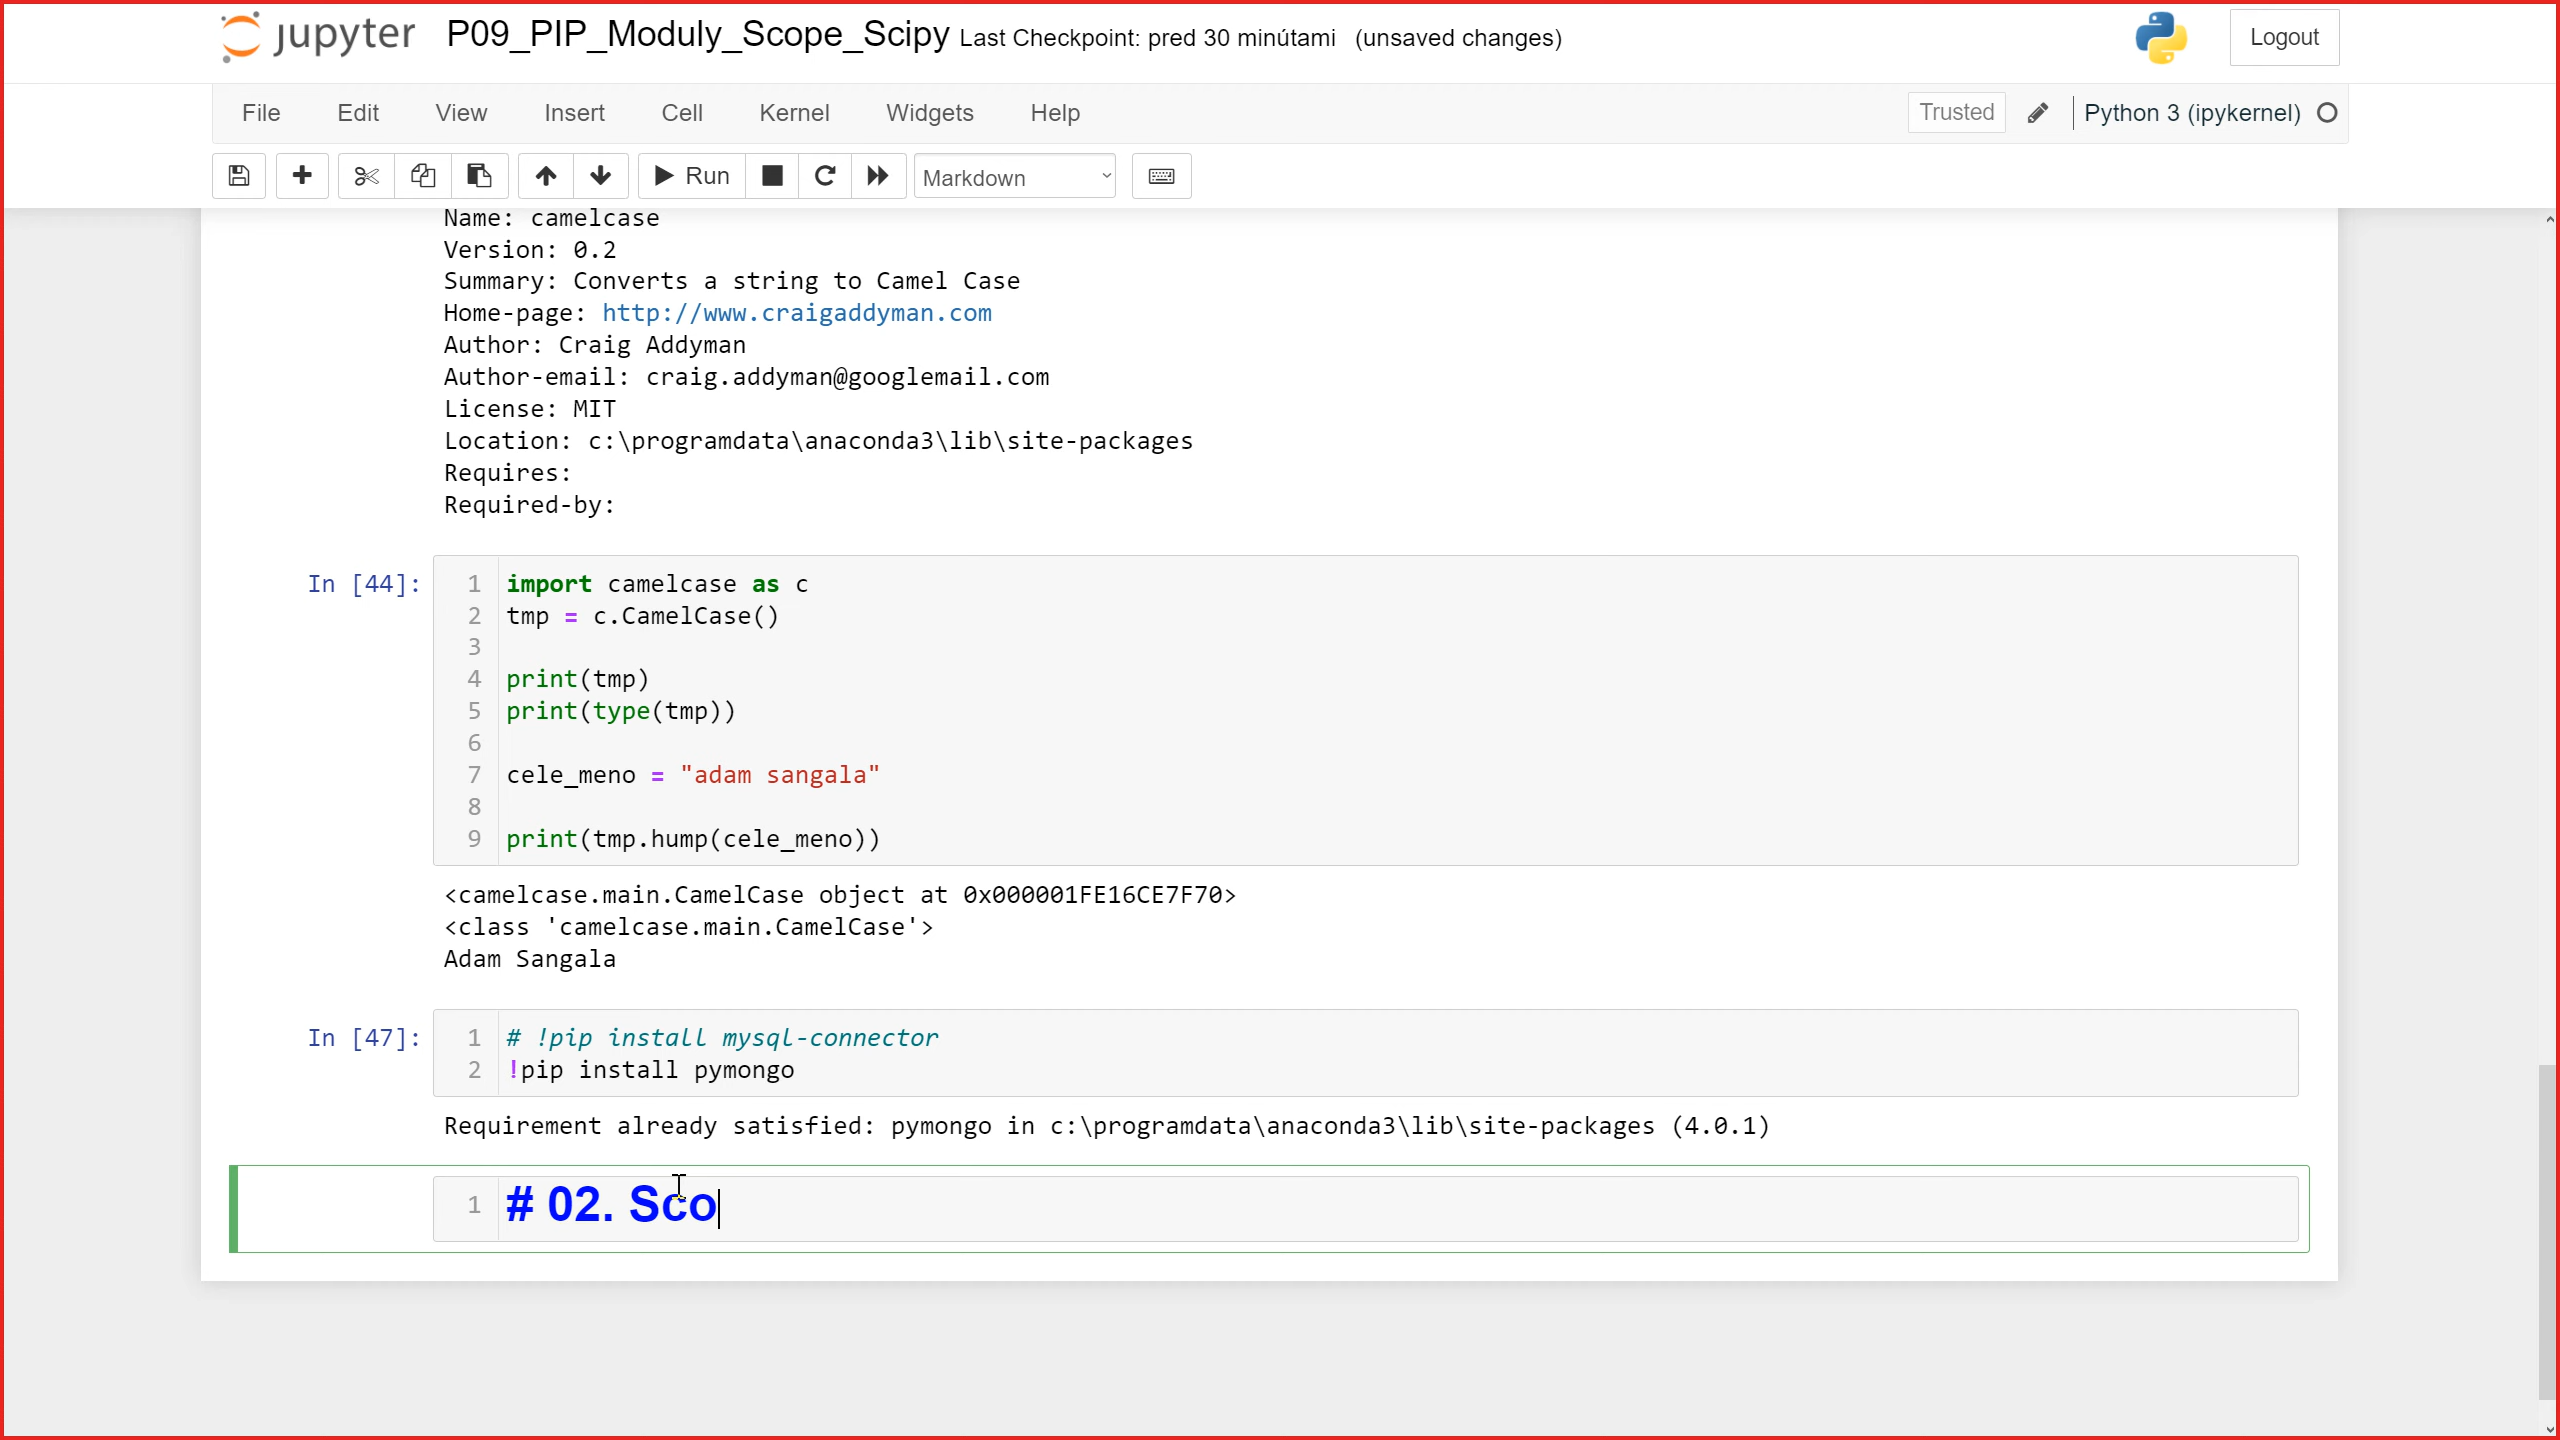 jupyter P09_PIP_Moduly_Scope_Scipy Last Checkpoint: pred 30 minútami (unsaved changes) Logout
File Edit View Insert Cell Kernel Widgets Help Trusted Python 3 (ipykernel)
Run Markdown
Name: camelcase
Version: 0.2
Summary: Converts a string to Camel Case
Home-page: http://www.craigaddyman.com
Author: Craig Addyman
Author-email: craig.addyman@googlemail.com
License: MIT
Location: c:\programdata\anaconda3\lib\site-packages
Requires:
Required-by:
In [44]: 1 import camelcase as c
2 tmp = c.CamelCase()
3
4 print(tmp)
5 print(type(tmp))
6
7 cele_meno = "adam sangala"
8
9 print(tmp.hump(cele_meno))
<camelcase.main.CamelCase object at 0x000001FE16CE7F70>
<class 'camelcase.main.CamelCase'>
Adam Sangala
In [47]: 1 # !pip install mysql-connector
2 !pip install pymongo
Requirement already satisfied: pymongo in c:\programdata\anaconda3\lib\site-packages (4.0.1)
1 # 02. Sco